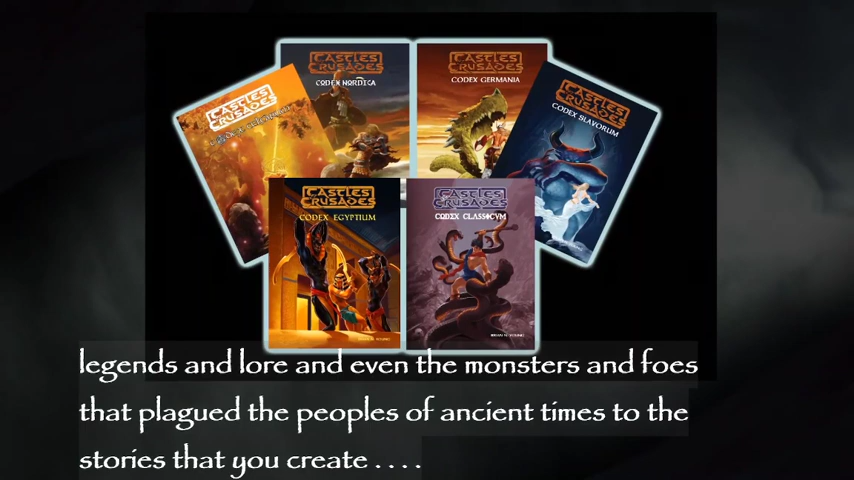 CASTLES
CRUSADES
CODEX NORDICA
CASTLES
CRUSADES
CODEX GERMANIA
CASTLES
CRUSADES
CASTLES
CRUSADES
CODEX SLAVORUM
CASTLES
CRUSADES
CODEX EGYPTIUM
CASTLES
CRUSADES
CODEX CLASSICVM
legends and lore and even the monsters and foes
that plagued the peoples of ancient times to the
stories that you create . . . .